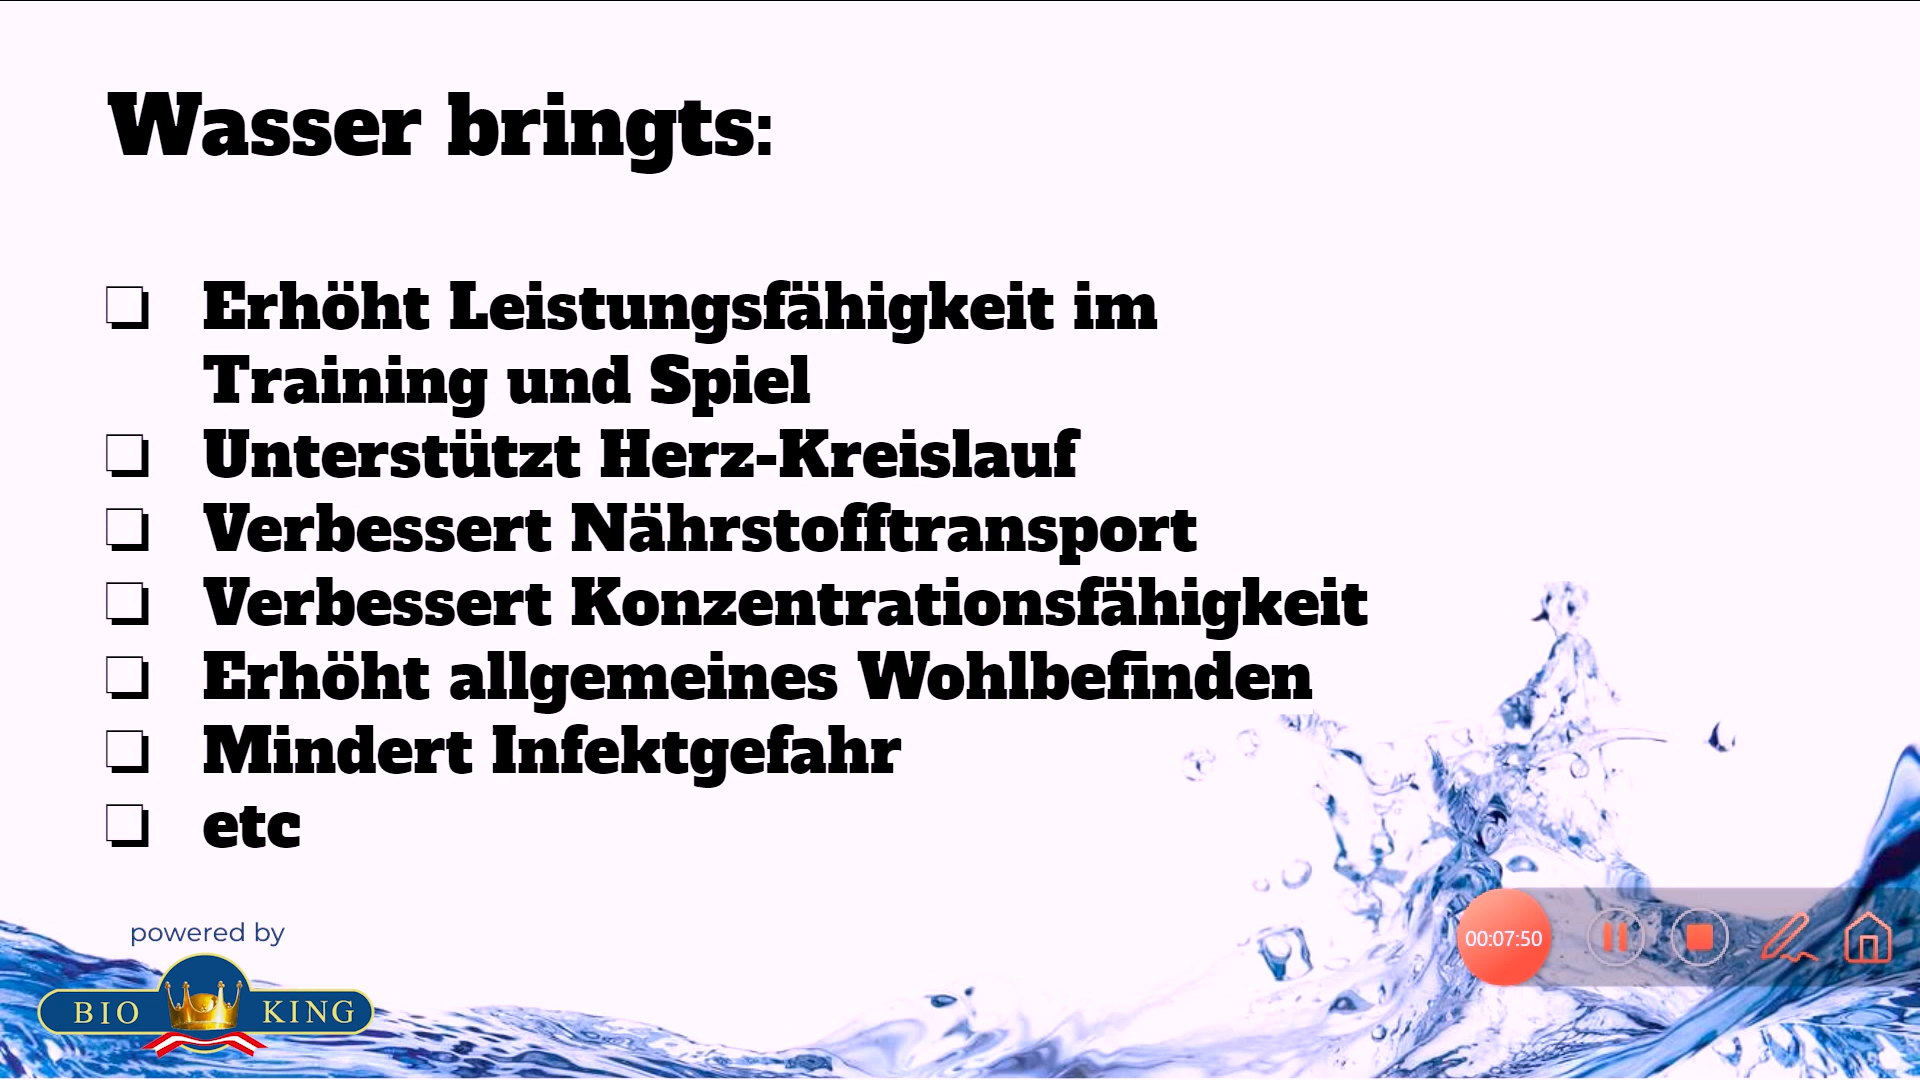 Wasser bringts:
❏ Erhöht Leistungsfähigkeit im
Training und Spiel
❏ Unterstützt Herz-Kreislauf
❏ Verbessert Nährstofftransport
❏ Verbessert Konzentrationsfähigkeit
❏ Erhöht allgemeines Wohlbefinden
❏ Mindert Infektgefahr
❏ etc
powered by
BIO KING
00:07:50